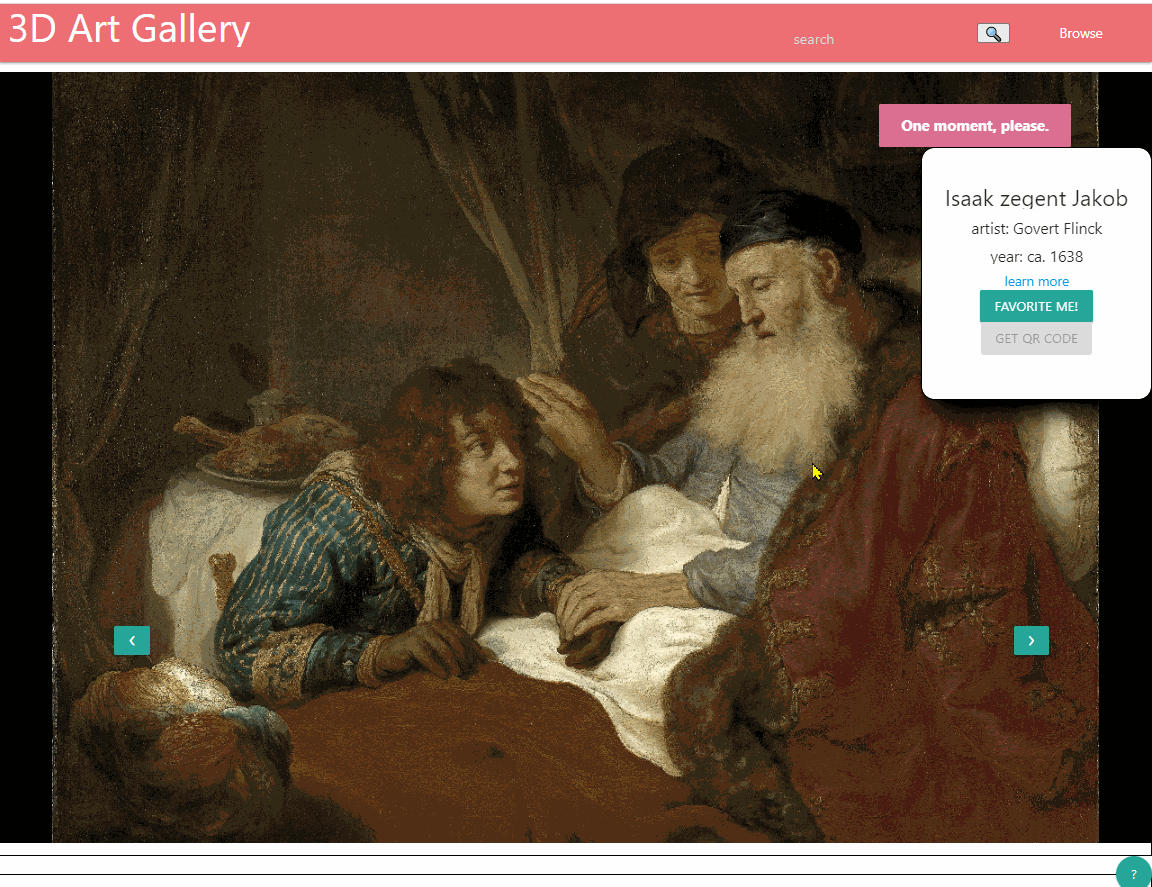 3D Art Gallery
search
Browse
One moment, please.
Isaak zegent Jakob
artist: Govert Flinck
year: ca. 1638
learn more
FAVORITE ME!
GET QR CODE
‹
›
?